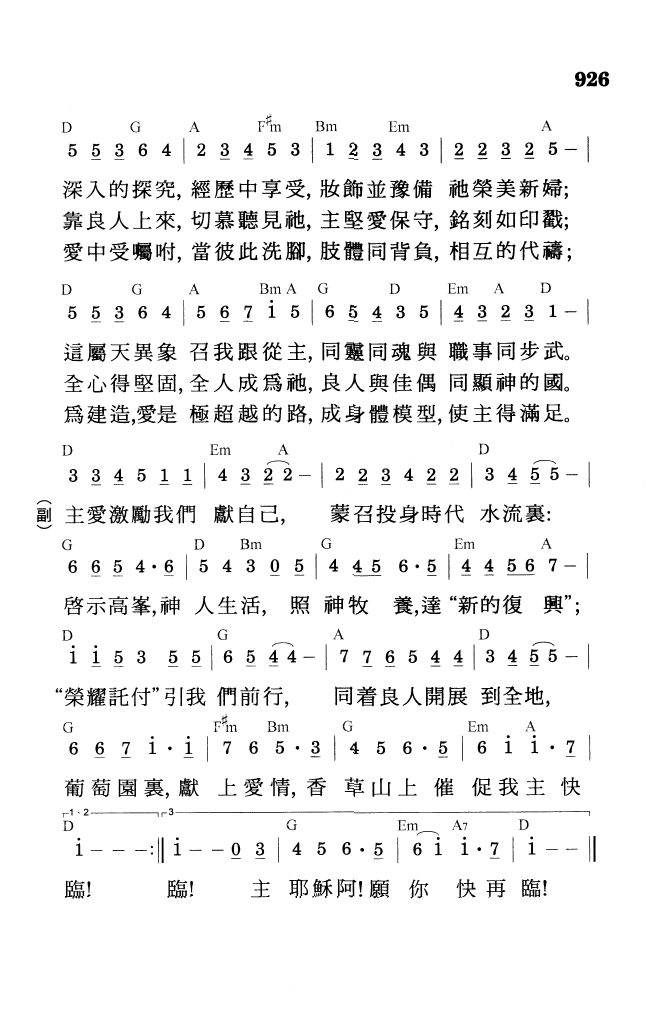 926
D G A F♯m Bm Em A
5 5 3 6 4 | 2 3 4 5 3 | 1 2 3 4 3 | 2 2 3 2 5 – |
深入的探究, 經歷中享受, 妝飾並豫備 祂榮美新婦;
靠良人上來, 切慕聽見祂, 主堅愛保守, 銘刻如印戳;
愛中受囑咐, 當彼此洗腳, 肢體同背負, 相互的代禱;
D G A Bm A G D Em A D
5 5 3 6 4 | 5 6 7 i 5 | 6 5 4 3 5 | 4 3 2 3 1 – |
這屬天異象 召我跟從主, 同靈同魂與 職事同步武。
全心得堅固, 全人成爲祂, 良人與佳偶 同顯神的國。
爲建造,愛是 極超越的路, 成身體模型, 使主得滿足。
D Em A D
3 3 4 5 1 1 | 4 3 2 2 – | 2 2 3 4 2 2 | 3 4 5 5 – |
(副) 主愛激勵我們 獻自己, 蒙召投身時代 水流裏:
G D Bm G Em A
6 6 5 4 · 6 | 5 4 3 0 5 | 4 4 5 6 · 5 | 4 4 5 6 7 – |
啓示高峯,神 人生活, 照 神牧 養,達 “新的復 興”;
D G A D
i i 5 3 5 5 | 6 5 4 4 – | 7 7 6 5 4 4 | 3 4 5 5 – |
“榮耀託付” 引我 們前行, 同着良人開展 到全地,
G F♯m Bm G Em A
6 6 7 i · i | 7 6 5 · 3 | 4 5 6 · 5 | 6 i i · 7 |
葡萄園裏, 獻 上愛情, 香 草山上 催 促我主 快
1、2 3
D G Em A7 D
i – – – :‖ i – – 0 3 | 4 5 6 · 5 | 6 i i · 7 | i – – ‖
臨! 臨! 主 耶穌阿! 願 你 快再 臨!